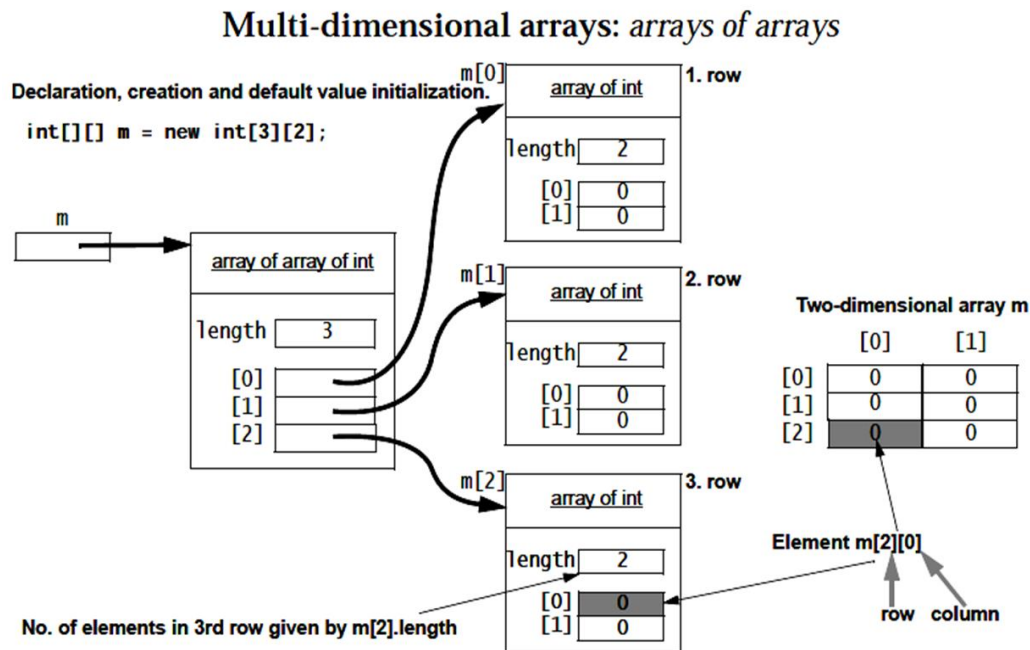 Multi-dimensional arrays: arrays of arrays
Declaration, creation and default value initialization.
int[][] m = new int[3][2];
m
array of array of int
length 3
[0]
[1]
[2]
m[0]
array of int
1. row
length 2
[0] 0
[1] 0
m[1]
array of int
2. row
length 2
[0] 0
[1] 0
m[2]
array of int
3. row
length 2
[0] 0
[1] 0
No. of elements in 3rd row given by m[2].length
Two-dimensional array m
[0] [1]
[0] 0 0
[1] 0 0
[2] 0 0
Element m[2][0]
row column